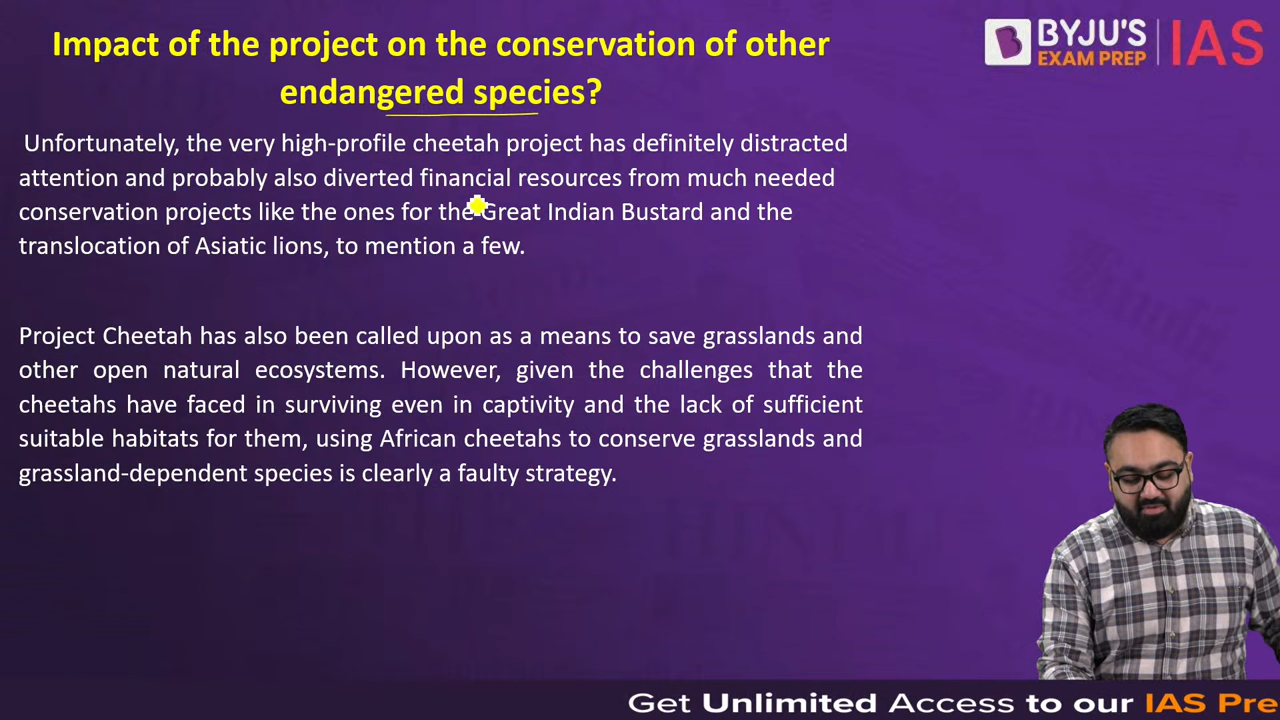 Impact of the project on the conservation of other
endangered species?
BYJU'S
EXAM PREP
IAS
Unfortunately, the very high-profile cheetah project has definitely distracted
attention and probably also diverted financial resources from much needed
conservation projects like the ones for the Great Indian Bustard and the
translocation of Asiatic lions, to mention a few.
Project Cheetah has also been called upon as a means to save grasslands and
other open natural ecosystems. However, given the challenges that the
cheetahs have faced in surviving even in captivity and the lack of sufficient
suitable habitats for them, using African cheetahs to conserve grasslands and
grassland-dependent species is clearly a faulty strategy.
Get Unlimited Access to our IAS Pre